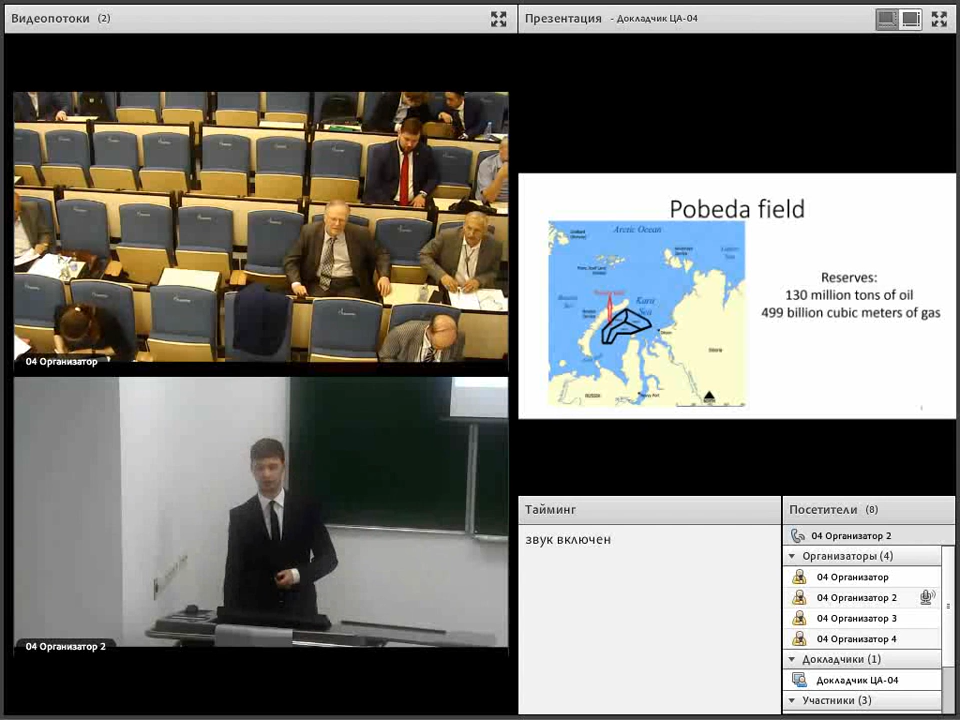 Видеопотоки (2)
Презентация - Докладчик ЦА-04
04 Организатор
04 Организатор 2
Pobeda field
Arctic Ocean
Kara
Sea
RUSSIA
Reserves:
130 million tons of oil
499 billion cubic meters of gas
Тайминг
звук включен
Посетители (8)
04 Организатор 2
Организаторы (4)
04 Организатор
04 Организатор 2
04 Организатор 3
04 Организатор 4
Докладчики (1)
Докладчик ЦА-04
Участники (3)